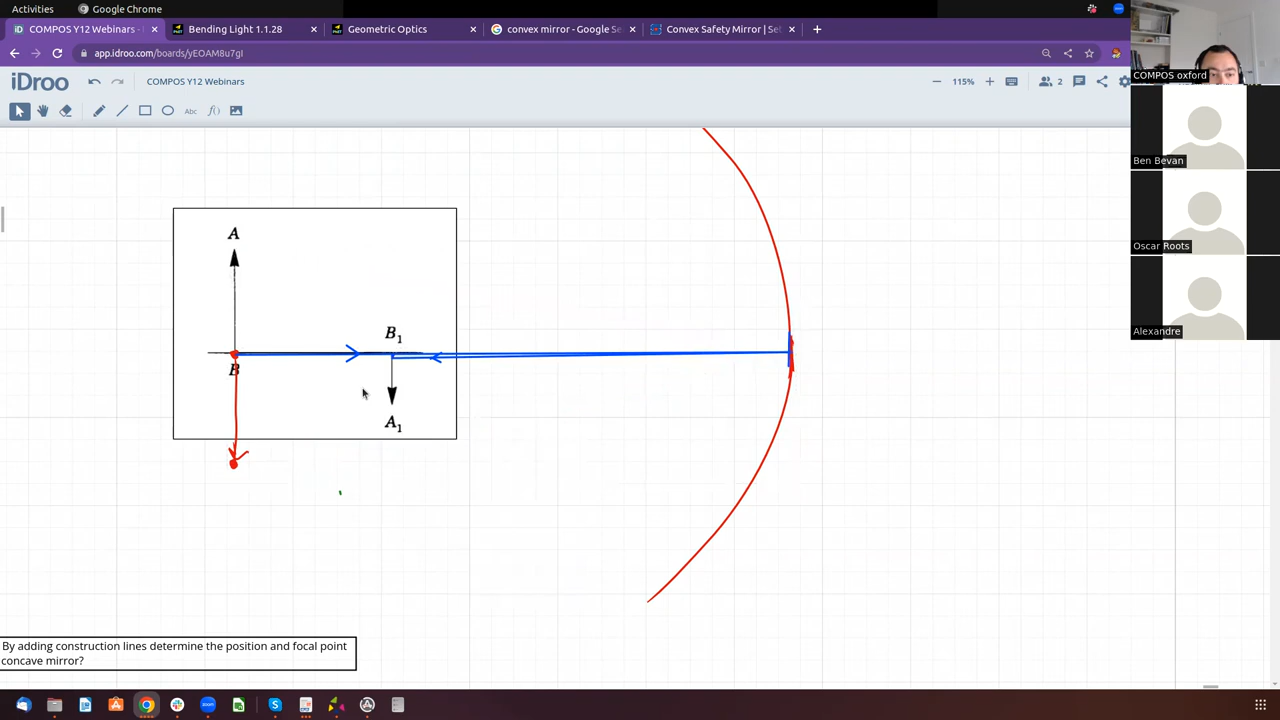 Activities
Google Chrome
COMPOS Y12 Webinars -
Bending Light 1.1.28
Geometric Optics
convex mirror - Google Se
Convex Safety Mirror | Se
app.idroo.com/boards/yEOAM8u7gI
iDroo
COMPOS Y12 Webinars
115%
2
Abc
f()
COMPOS oxford
Ben Bevan
Oscar Roots
Alexandre
A
B1
B
A1
By adding construction lines determine the position and focal point
concave mirror?